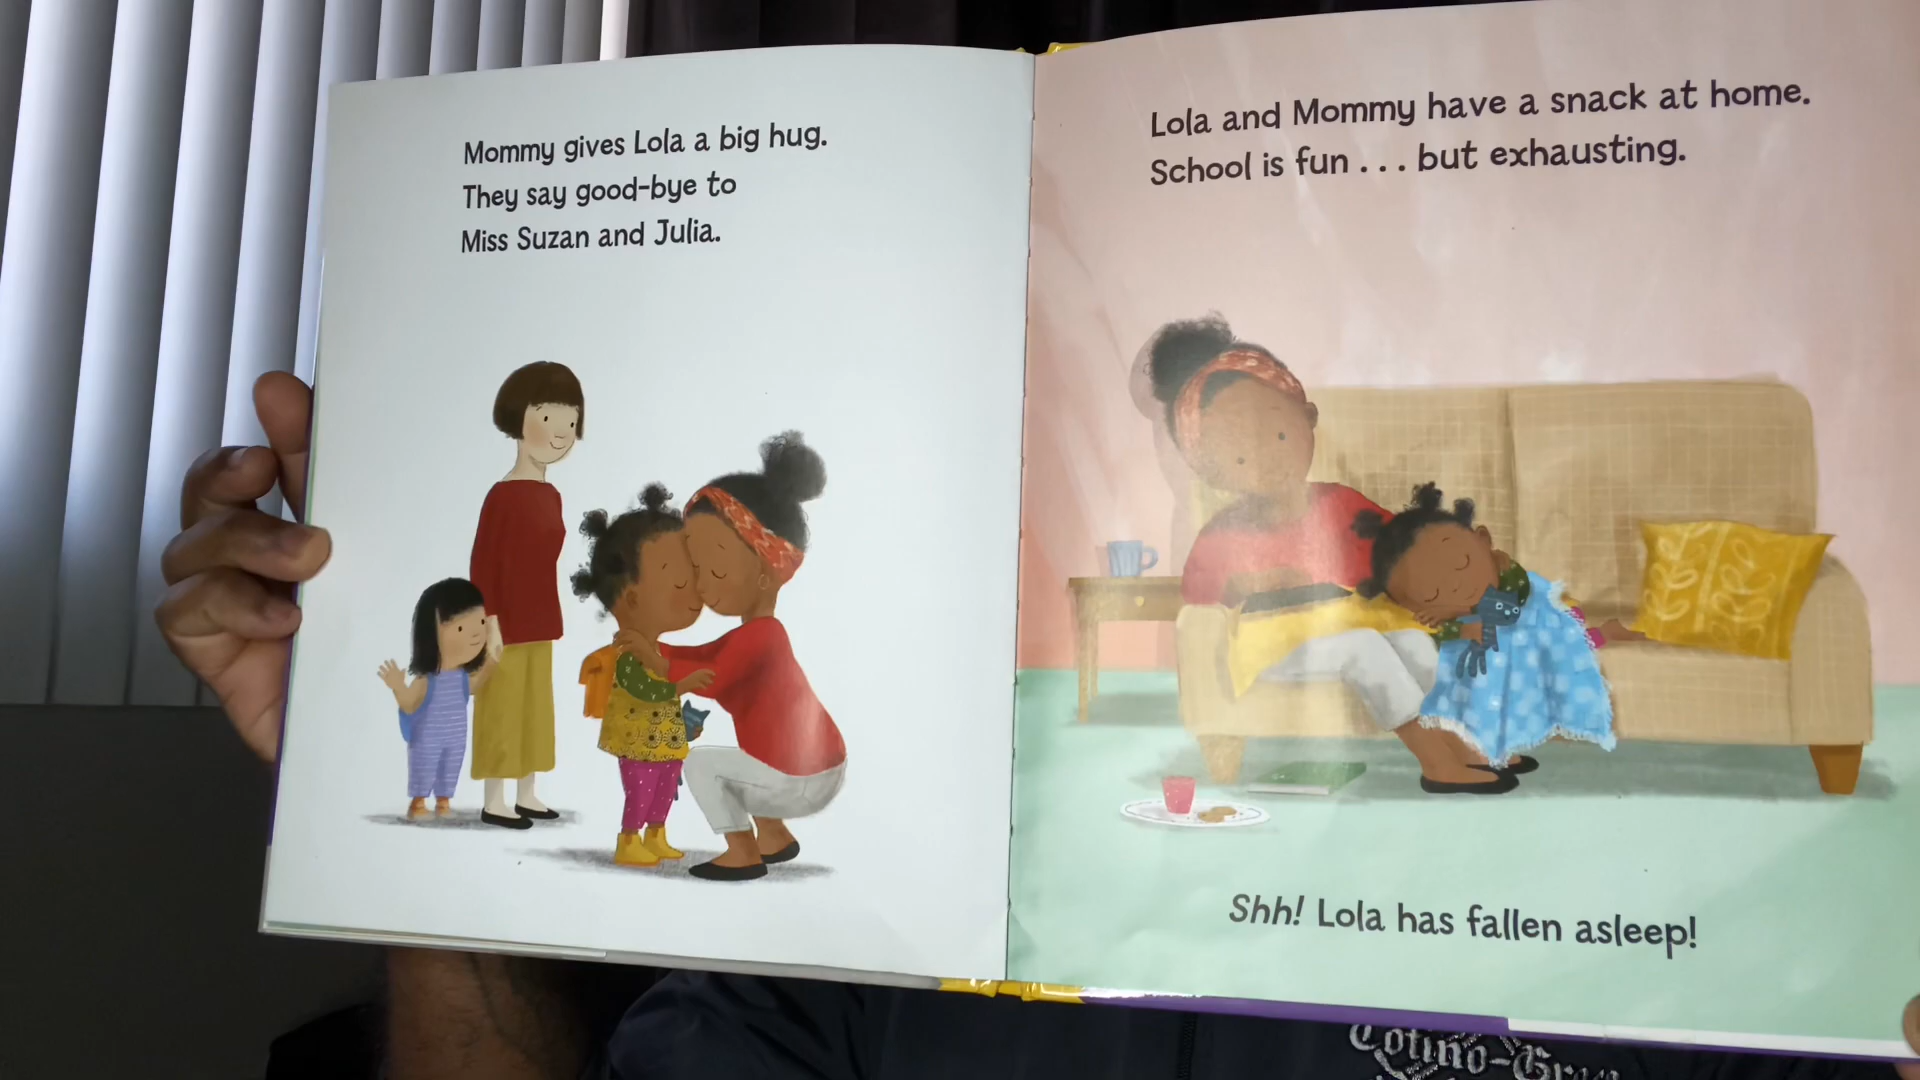 Mommy gives Lola a big hug.
They say good-bye to
Miss Suzan and Julia.
Lola and Mommy have a snack at home.
School is fun . . . but exhausting.
Shh! Lola has fallen asleep!